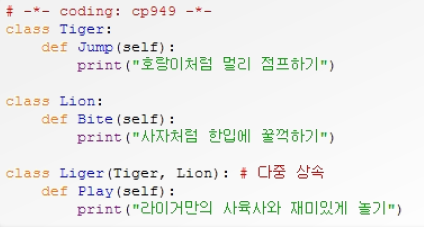 # -*- coding: cp949 -*-
class Tiger:
    def Jump(self):
        print("호랑이처럼 멀리 점프하기")

class Lion:
    def Bite(self):
        print("사자처럼 한입에 꿀꺽하기")

class Liger(Tiger, Lion): # 다중 상속
    def Play(self):
        print("라이거만의 사육사와 재미있게 놀기")